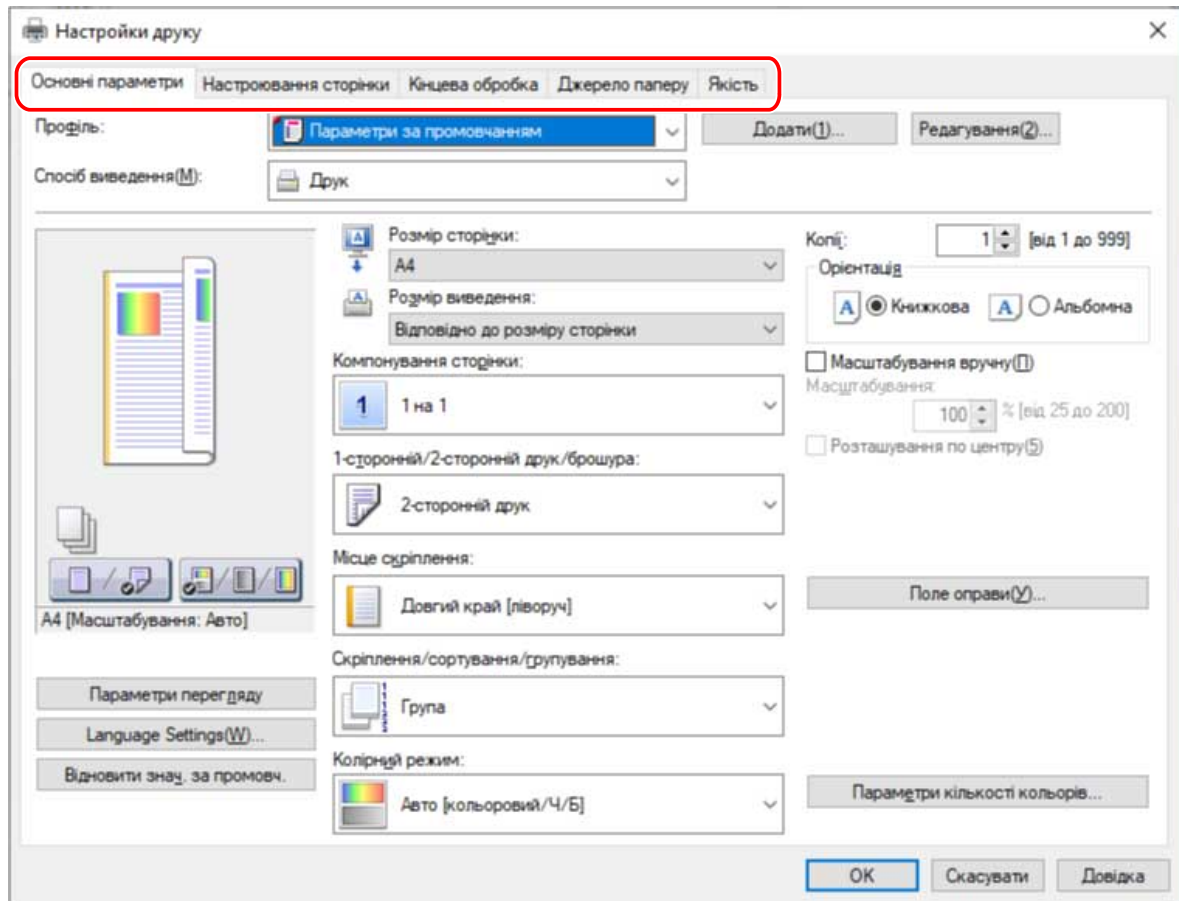 Настройки друку
Основні параметри Настроювання сторінки Кінцева обробка Джерело паперу Якість
Профіль: Параметри за промовчанням Додати(1)... Редагування(2)...
Спосіб виведення(M): Друк
Розмір сторінки:
A4
Розмір виведення:
Відповідно до розміру сторінки
Компонування сторінки:
1 1 на 1
1-сторонній/2-сторонній друк/брошура:
2-сторонній друк
Місце скріплення:
Довгий край [ліворуч]
Скріплення/сортування/групування:
Група
Колірний режим:
Авто [кольоровий/Ч/Б]
Копії: 1 [від 1 до 999]
Орієнтація
A Книжкова A Альбомна
Масштабування вручну(П)
Масштабування:
100 % [від 25 до 200]
Розташування по центру(5)
Поле оправи(У)...
Параметри кількості кольорів...
A4 [Масштабування: Авто]
Параметри перегляду
Language Settings(W)...
Відновити знач. за промовч.
OK Скасувати Довідка